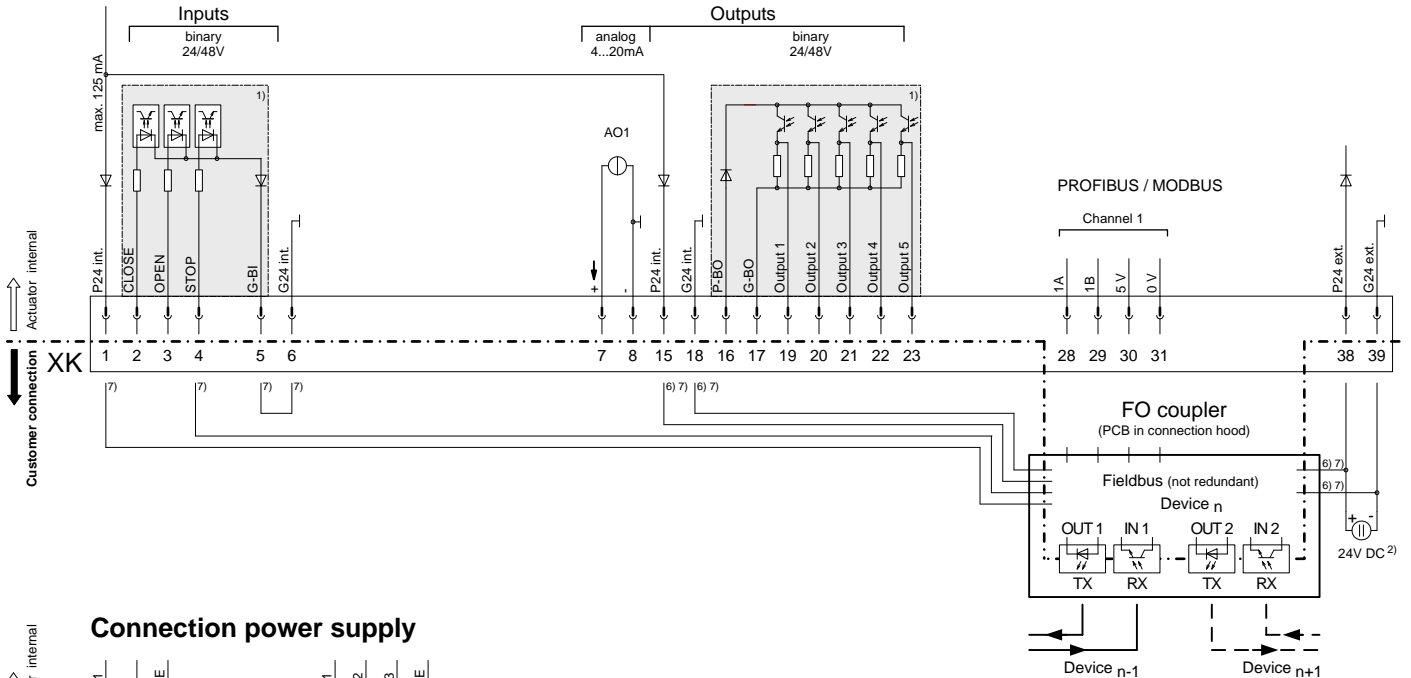 Inputs
Outputs
binary
24/48V
analog
4...20mA
binary
24/48V
max. 125 mA
1)
1)
AO1
PROFIBUS / MODBUS
Channel 1
P24 int.
CLOSE
OPEN
STOP
G-BI
G24 int.
+
-
P24 int.
G24 int.
P-BO
G-BO
Output 1
Output 2
Output 3
Output 4
Output 5
1A
1B
5 V
0 V
P24 ext.
G24 ext.
Actuator internal
Customer connection
XK
1 2 3 4 5 6 7 8 15 18 16 17 19 20 21 22 23 28 29 30 31 38 39
7) 7) 7) 7) 6) 7) 6) 7)
FO coupler
(PCB in connection hood)
6) 7)
Fieldbus (not redundant)
6) 7)
Device n
OUT 1 IN 1 OUT 2 IN 2
+ -
24V DC 2)
TX RX TX RX
Connection power supply
internal
Device n-1
Device n+1